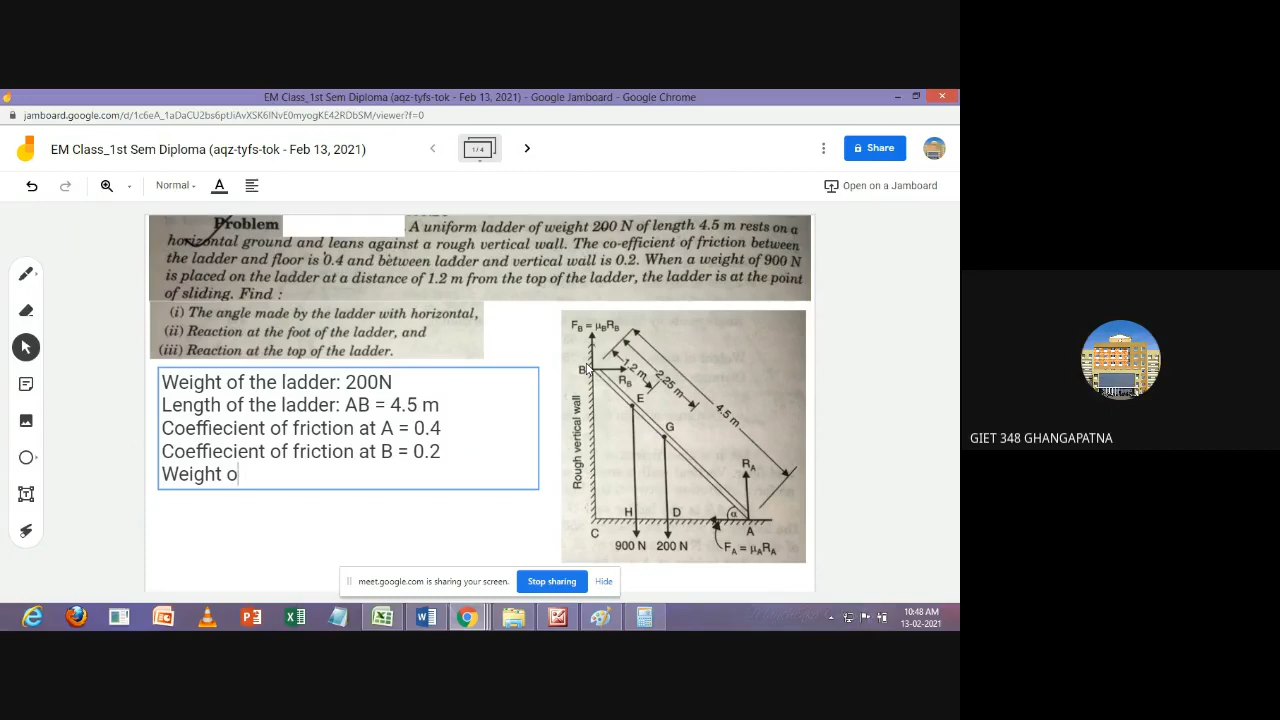 EM Class_1st Sem Diploma (aqz-tyfs-tok - Feb 13, 2021) - Google Jamboard - Google Chrome
EM Class_1st Sem Diploma (aqz-tyfs-tok - Feb 13, 2021)
1/4
Share
Normal
A
Open on a Jamboard
Problem A uniform ladder of weight 200 N of length 4.5 m rests on a
horizontal ground and leans against a rough vertical wall. The co-efficient of friction between
the ladder and floor is 0.4 and between ladder and vertical wall is 0.2. When a weight of 900 N
is placed on the ladder at a distance of 1.2 m from the top of the ladder, the ladder is at the point
of sliding. Find :
(i) The angle made by the ladder with horizontal,
(ii) Reaction at the foot of the ladder, and
(iii) Reaction at the top of the ladder.
Weight of the ladder: 200N
Length of the ladder: AB = 4.5 m
Coeffiecient of friction at A = 0.4
Coeffiecient of friction at B = 0.2
Weight o
FB = μBRB
B
RB
1.2 m
2.25 m
4.5 m
E
G
Rough vertical wall
RA
H
D
α
C
A
900 N
200 N
FA = μARA
meet.google.com is sharing your screen.
Stop sharing
Hide
10:48 AM
13-02-2021
GIET 348 GHANGAPATNA